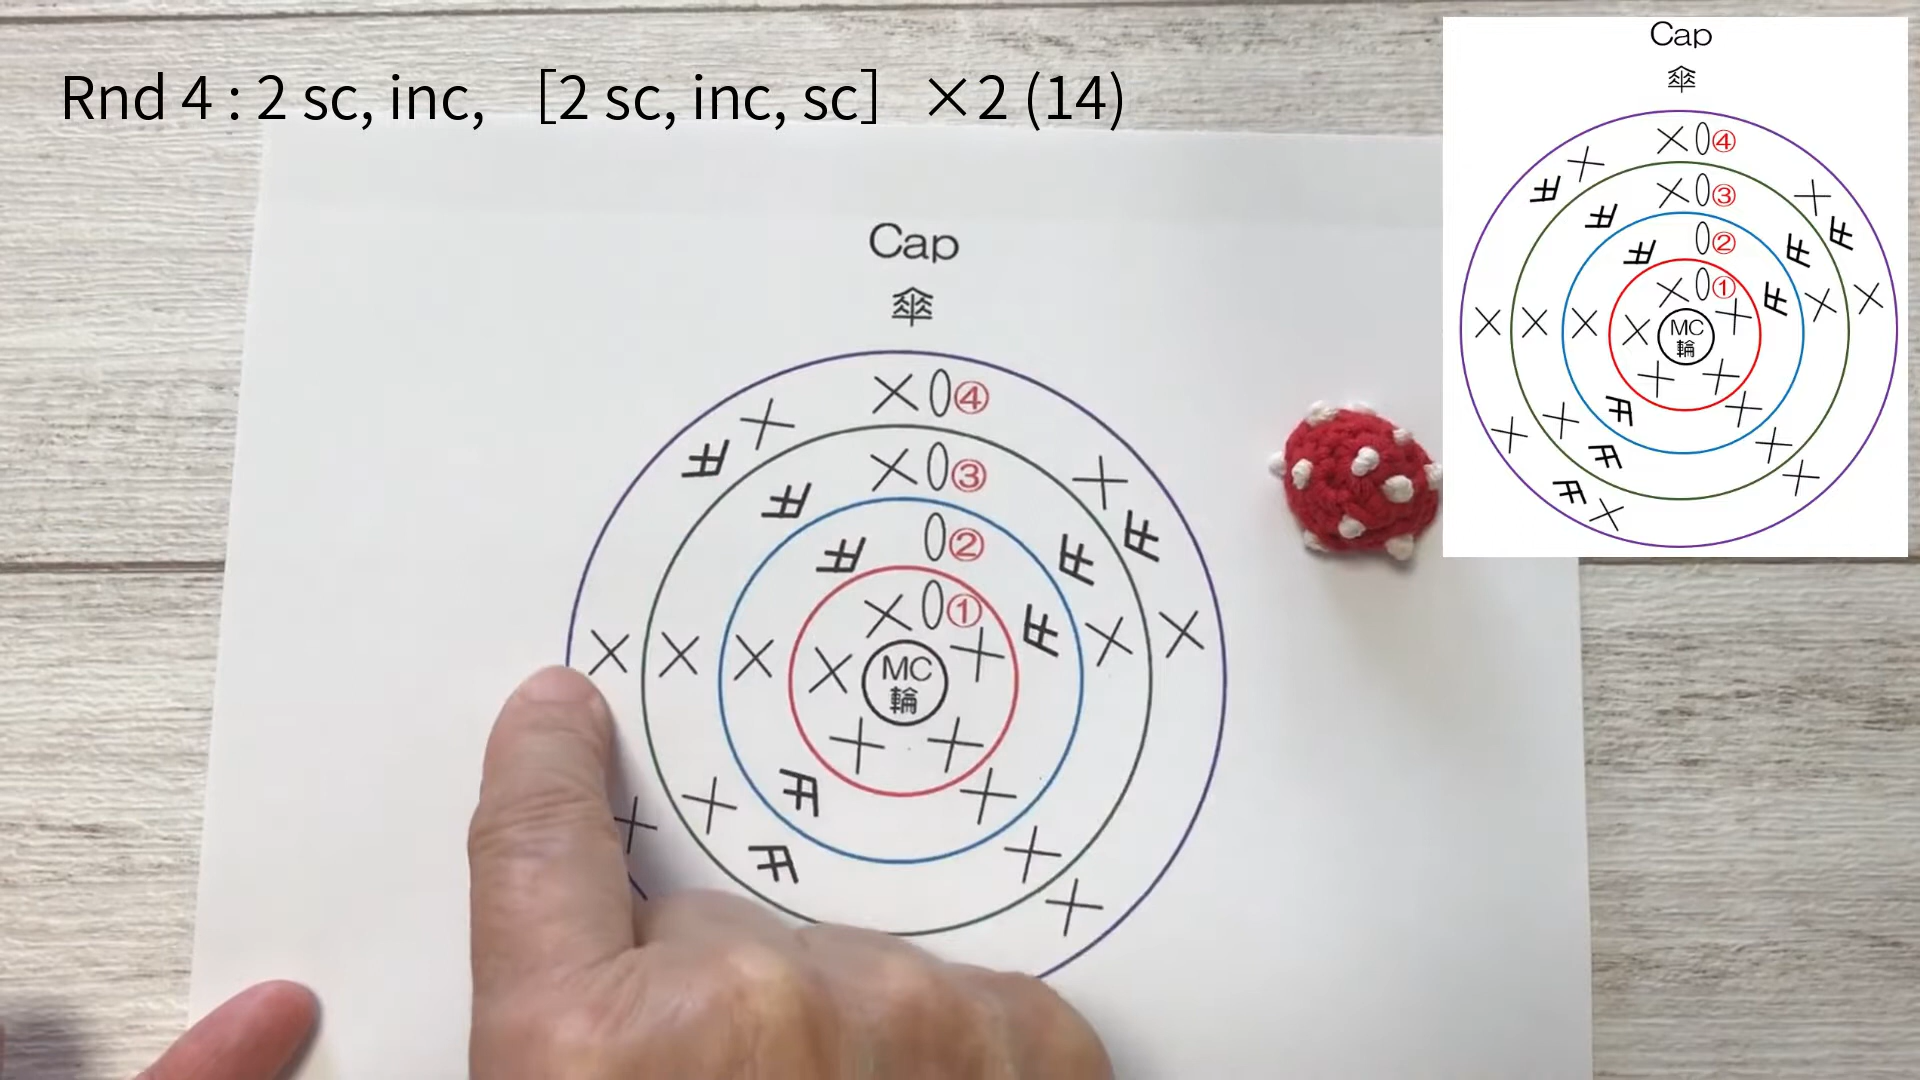 Rnd 4 : 2 sc, inc, ［2 sc, inc, sc］ ×2 (14)
Cap
傘
④
③
②
①
MC
輪
Cap
傘
④
③
②
①
MC
輪